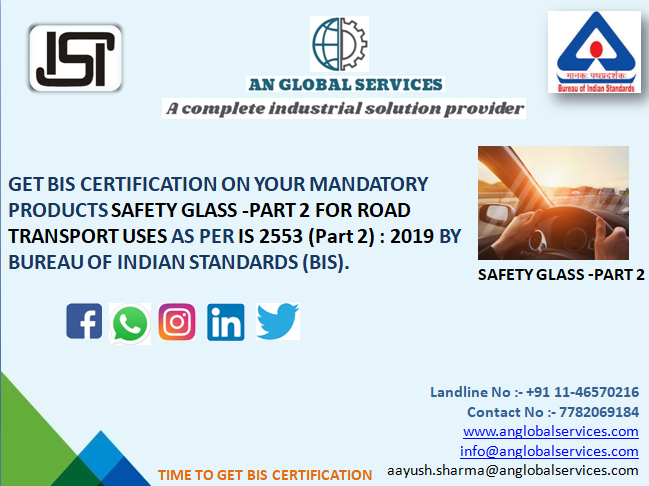 ISI
AN GLOBAL SERVICES
A complete industrial solution provider
मानकः पथप्रदर्शकः
Bureau of Indian Standards
GET BIS CERTIFICATION ON YOUR MANDATORY
PRODUCTS SAFETY GLASS -PART 2 FOR ROAD
TRANSPORT USES AS PER IS 2553 (Part 2) : 2019 BY
BUREAU OF INDIAN STANDARDS (BIS).
SAFETY GLASS -PART 2
Landline No :- +91 11-46570216
Contact No :- 7782069184
www.anglobalservices.com
info@anglobalservices.com
TIME TO GET BIS CERTIFICATION
aayush.sharma@anglobalservices.com